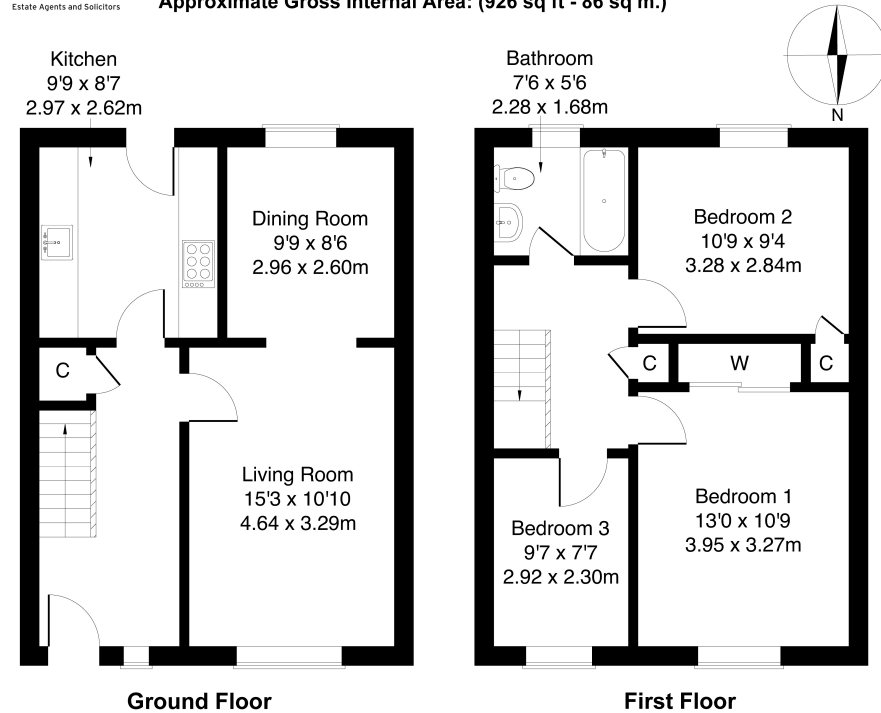 Estate Agents and Solicitors
Approximate Gross Internal Area: (926 sq ft - 86 sq m.)
N
Kitchen
9'9 x 8'7
2.97 x 2.62m
Dining Room
9'9 x 8'6
2.96 x 2.60m
C
Living Room
15'3 x 10'10
4.64 x 3.29m
Ground Floor
Bathroom
7'6 x 5'6
2.28 x 1.68m
Bedroom 2
10'9 x 9'4
3.28 x 2.84m
C
W
C
Bedroom 1
13'0 x 10'9
3.95 x 3.27m
Bedroom 3
9'7 x 7'7
2.92 x 2.30m
First Floor